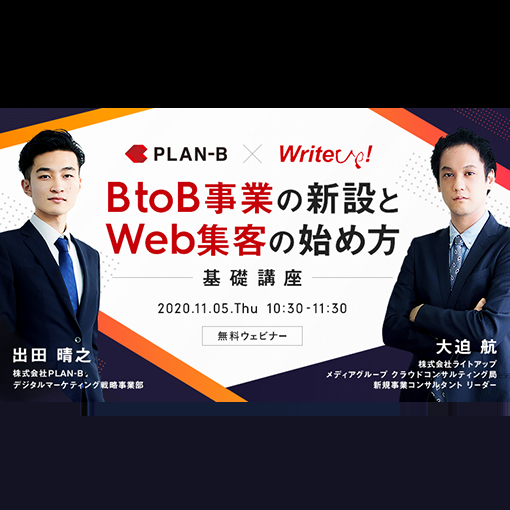 PLAN-B × Writeup!
BtoB事業の新設と
Web集客の始め方
基礎講座
2020.11.05.Thu 10:30-11:30
無料ウェビナー
出田 晴之
株式会社PLAN-B.
デジタルマーケティング戦略事業部
大迫 航
株式会社ライトアップ
メディアグループ クラウドコンサルティング局
新規事業コンサルタント リーダー